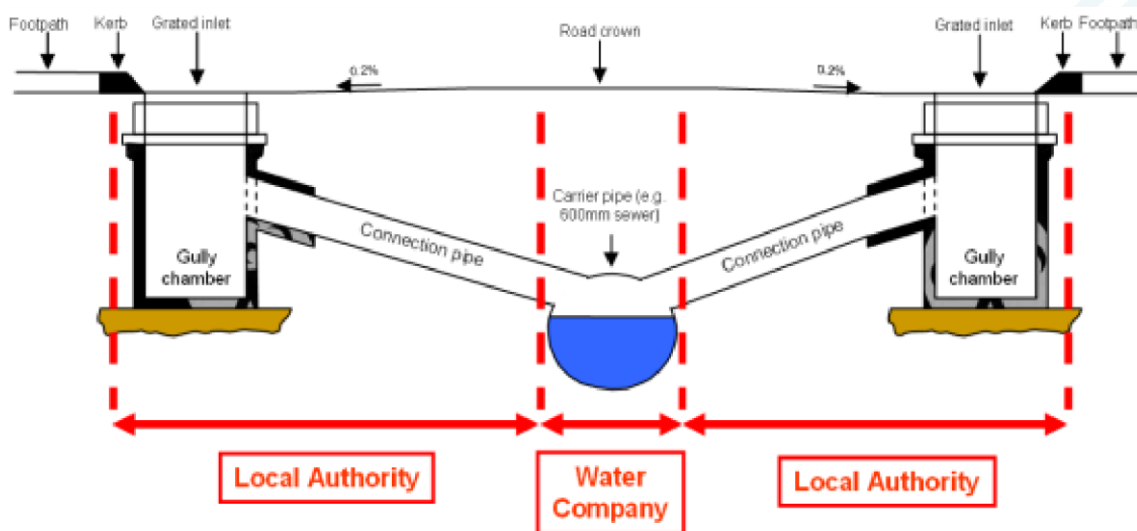 Footpath
Kerb
Grated inlet
Road crown
Grated inlet
Kerb
Footpath
0.2%
0.2%
Carrier pipe (e.g.
600mm sewer)
Connection pipe
Connection pipe
Gully
chamber
Gully
chamber
Local Authority
Water
Company
Local Authority